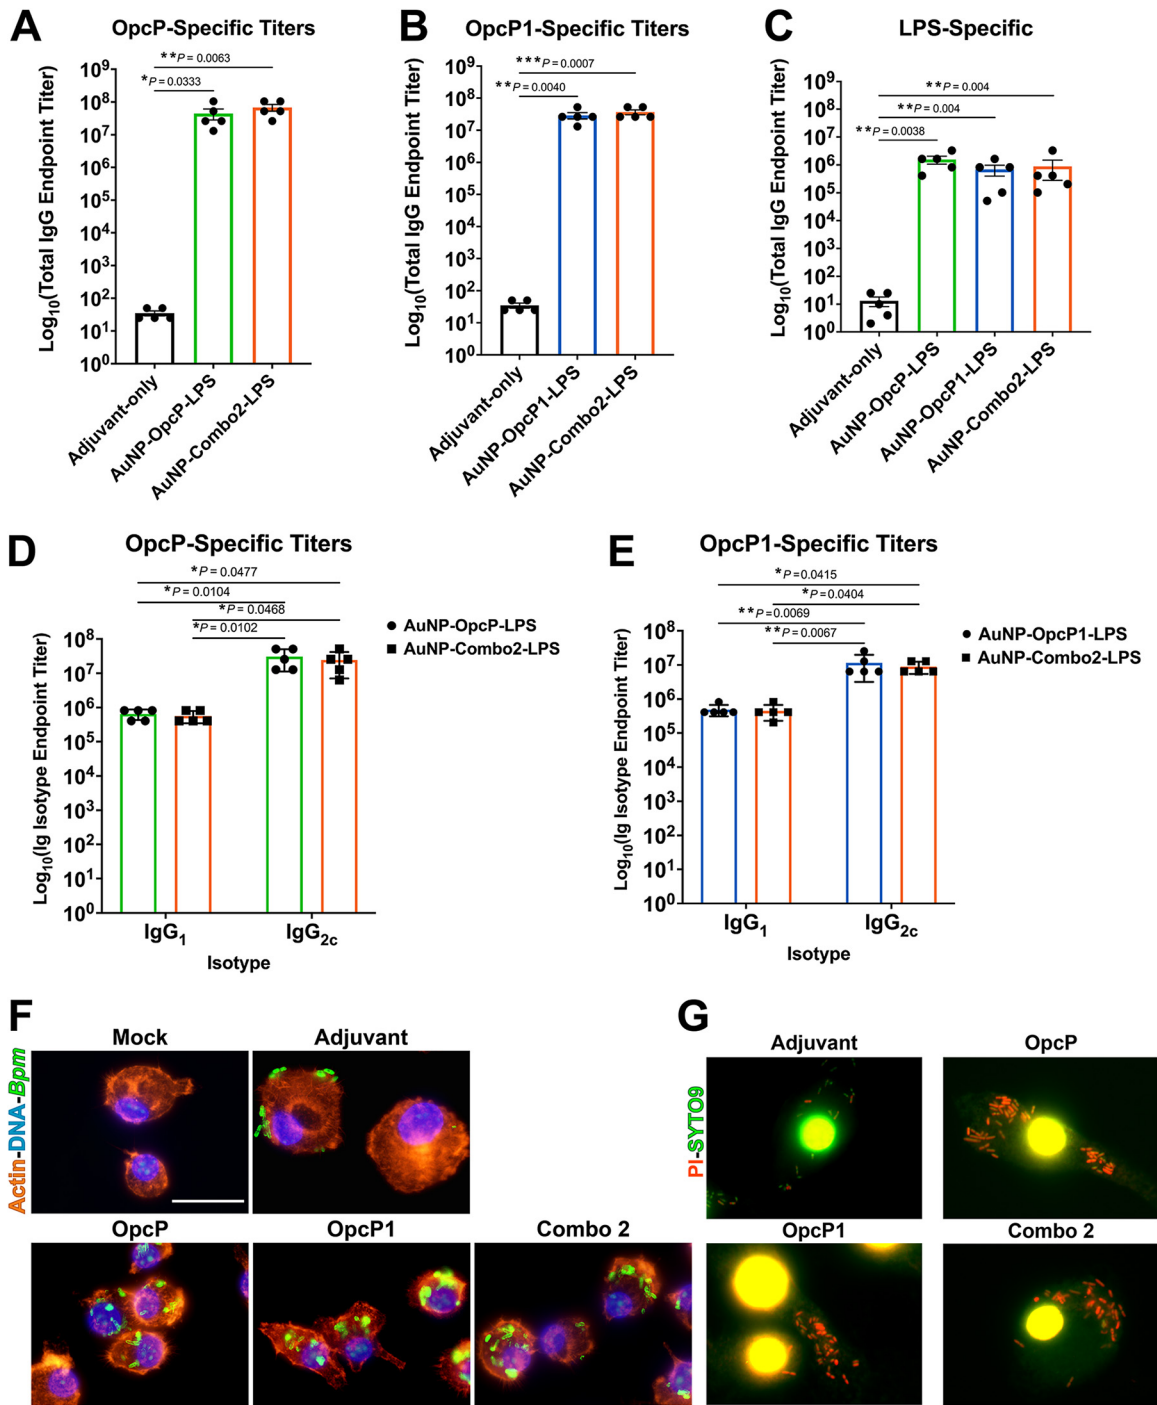 A
OpcP-Specific Titers
**P = 0.0063
*P = 0.0333
Log10(Total IgG Endpoint Titer)
10^9
10^8
10^7
10^6
10^5
10^4
10^3
10^2
10^1
10^0
Adjuvant-only
AuNP-OpcP-LPS
AuNP-Combo2-LPS
B
OpcP1-Specific Titers
***P = 0.0007
**P = 0.0040
Log10(Total IgG Endpoint Titer)
10^9
10^8
10^7
10^6
10^5
10^4
10^3
10^2
10^1
10^0
Adjuvant-only
AuNP-OpcP1-LPS
AuNP-Combo2-LPS
C
LPS-Specific
**P = 0.004
**P = 0.004
**P = 0.0038
Log10(Total IgG Endpoint Titer)
10^9
10^8
10^7
10^6
10^5
10^4
10^3
10^2
10^1
10^0
Adjuvant-only
AuNP-OpcP-LPS
AuNP-OpcP1-LPS
AuNP-Combo2-LPS
D
OpcP-Specific Titers
*P = 0.0477
*P = 0.0104
*P = 0.0468
*P = 0.0102
AuNP-OpcP-LPS
AuNP-Combo2-LPS
Log10(Ig Isotype Endpoint Titer)
10^8
10^7
10^6
10^5
10^4
10^3
10^2
10^1
10^0
IgG1
IgG2c
Isotype
E
OpcP1-Specific Titers
*P = 0.0415
*P = 0.0404
**P = 0.0069
**P = 0.0067
AuNP-OpcP1-LPS
AuNP-Combo2-LPS
Log10(Ig Isotype Endpoint Titer)
10^8
10^7
10^6
10^5
10^4
10^3
10^2
10^1
10^0
IgG1
IgG2c
Isotype
F
Actin-DNA-Bpm
Mock
Adjuvant
OpcP
OpcP1
Combo 2
G
PI-SYTO9
Adjuvant
OpcP
OpcP1
Combo 2